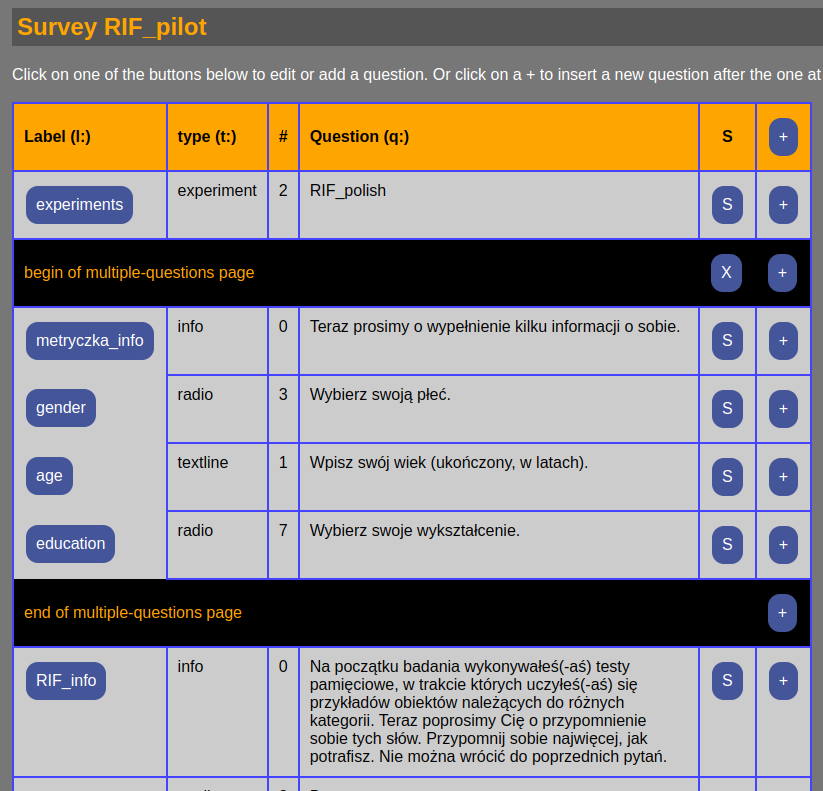 Survey RIF_pilot
Click on one of the buttons below to edit or add a question. Or click on a + to insert a new question after the one at
Label (l:) type (t:) # Question (q:) S +
experiments experiment 2 RIF_polish S +
begin of multiple-questions page X +
metryczka_info info 0 Teraz prosimy o wypełnienie kilku informacji o sobie. S +
gender radio 3 Wybierz swoją płeć. S +
age textline 1 Wpisz swój wiek (ukończony, w latach). S +
education radio 7 Wybierz swoje wykształcenie. S +
end of multiple-questions page +
RIF_info info 0 Na początku badania wykonywałeś(-aś) testy S +
pamięciowe, w trakcie których uczyłeś(-aś) się
przykładów obiektów należących do różnych
kategorii. Teraz poprosimy Cię o przypomnienie
sobie tych słów. Przypomnij sobie najwięcej, jak
potrafisz. Nie można wrócić do poprzednich pytań.